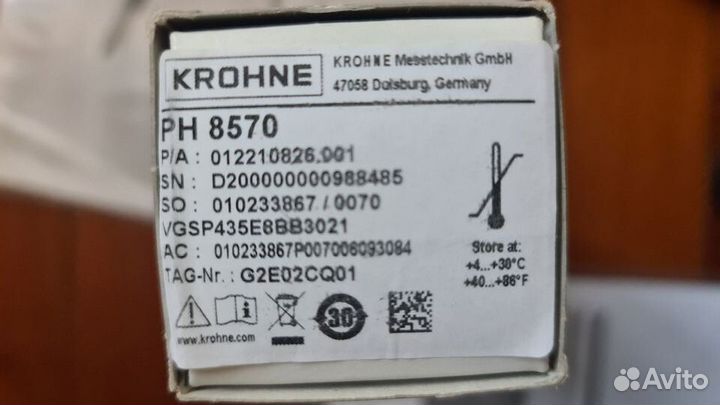 KROHNE
KROHNE Messtechnik GmbH
47058 Duisburg, Germany
PH 8570
P/A : 012210826.001
SN : D200000000988485
SO : 010233867 / 0070
VGSP435E8BB3021
AC : 010233867P007006093084
TAG-Nr. : G2E02CQ01
Store at:
+4...+30°C
+40...+86°F
30
www.krohne.com
Avito